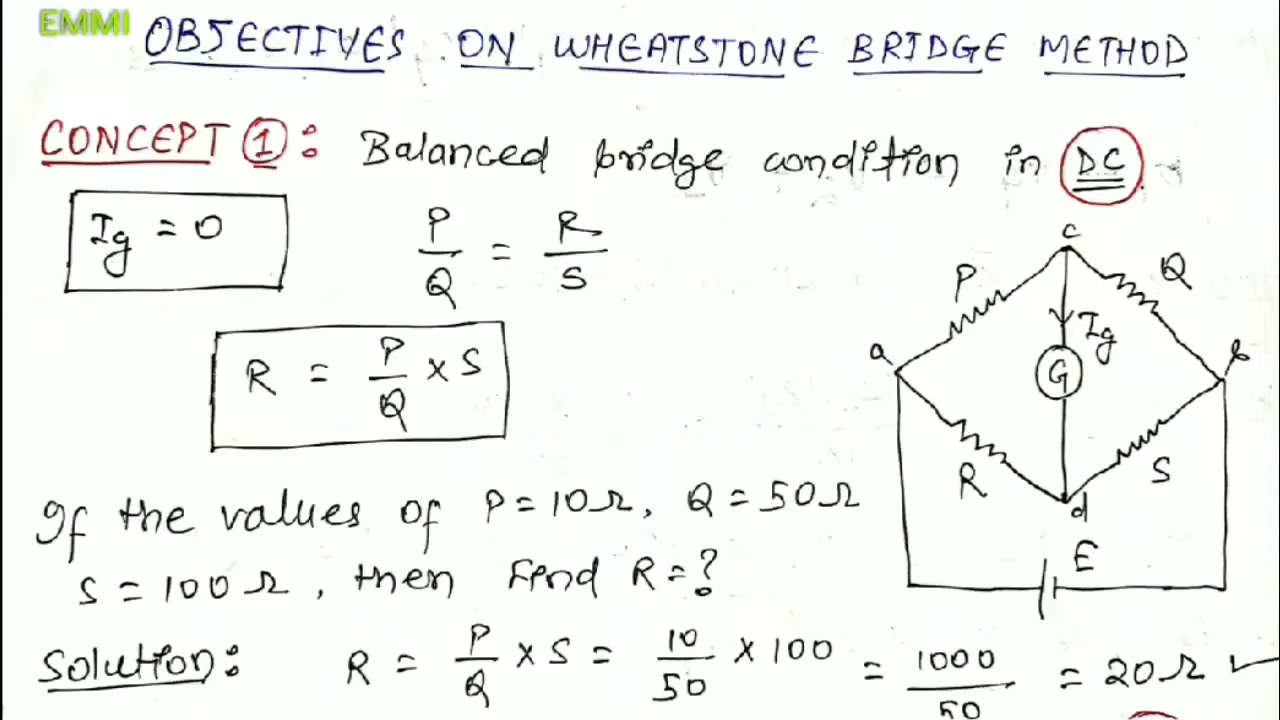 EMMI
OBJECTIVES ON WHEATSTONE BRIDGE METHOD
CONCEPT ①: Balanced bridge condition in DC
Ig = 0
P/Q = R/S
R = P/Q × S
c
P
Q
Ig
a
b
G
R
S
d
E
If the values of P = 10Ω, Q = 50Ω
S = 100Ω, then Find R = ?
Solution: R = P/Q × S = 10/50 × 100 = 1000/50 = 20Ω ✓